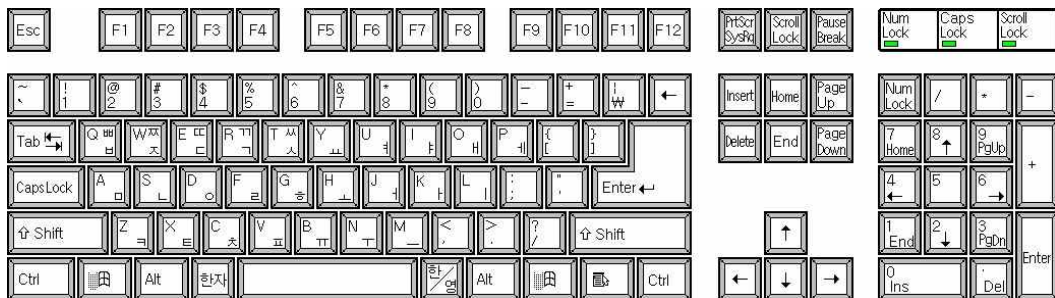 Esc F1 F2 F3 F4 F5 F6 F7 F8 F9 F10 F11 F12 PrtScr SysRq Scroll Lock Pause Break Num Lock Caps Lock Scroll Lock
~ ` ! 1 @ 2 # 3 $ 4 % 5 ^ 6 & 7 * 8 ( 9 ) 0 _ - + = ¦ ₩ ← Insert Home Page Up Num Lock / * -
Tab Q ㅃ ㅂ W ㅉ ㅈ E ㄸ ㄷ R ㄲ ㄱ T ㅆ ㅅ Y ㅛ U ㅕ I ㅑ O ㅐ P ㅔ { [ } ] Delete End Page Down 7 Home 8 ↑ 9 PgUp +
Caps Lock A ㅁ S ㄴ D ㅇ F ㄹ G ㅎ H ㅗ J ㅓ K ㅏ L ㅣ : ; " ' Enter ↵ 4 ← 5 6 →
⇧ Shift Z ㅋ X ㅌ C ㅊ V ㅍ B ㅠ N ㅜ M ㅡ < , > . ? / ⇧ Shift ↑ 1 End 2 ↓ 3 PgDn Enter
Ctrl Alt 한자 한/영 Alt Ctrl ← ↓ → 0 Ins . Del